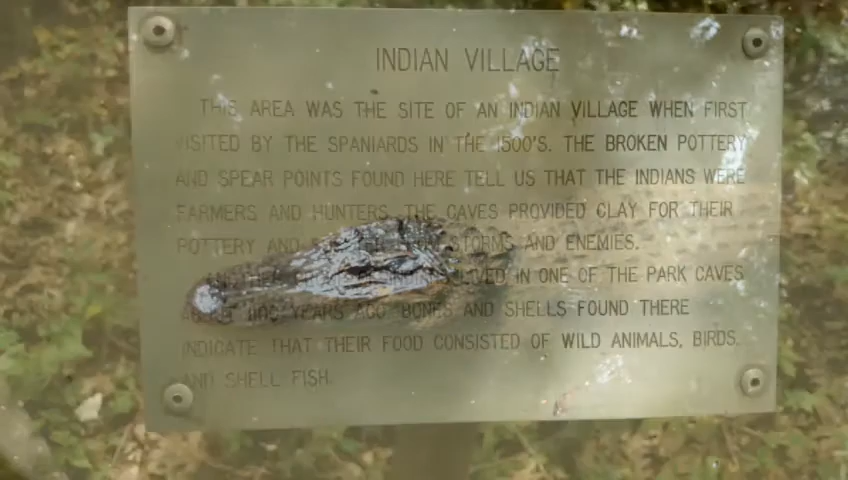 INDIAN VILLAGE
THIS AREA WAS THE SITE OF AN INDIAN VILLAGE WHEN FIRST
VISITED BY THE SPANIARDS IN THE 1500'S. THE BROKEN POTTERY
AND SPEAR POINTS FOUND HERE TELL US THAT THE INDIANS WERE
FARMERS AND HUNTERS. THE CAVES PROVIDED CLAY FOR THEIR
POTTERY AND STORMS AND ENEMIES.
LIVED IN ONE OF THE PARK CAVES
YEARS AGO. BONES AND SHELLS FOUND THERE
INDICATE THAT THEIR FOOD CONSISTED OF WILD ANIMALS, BIRDS,
AND SHELL FISH.